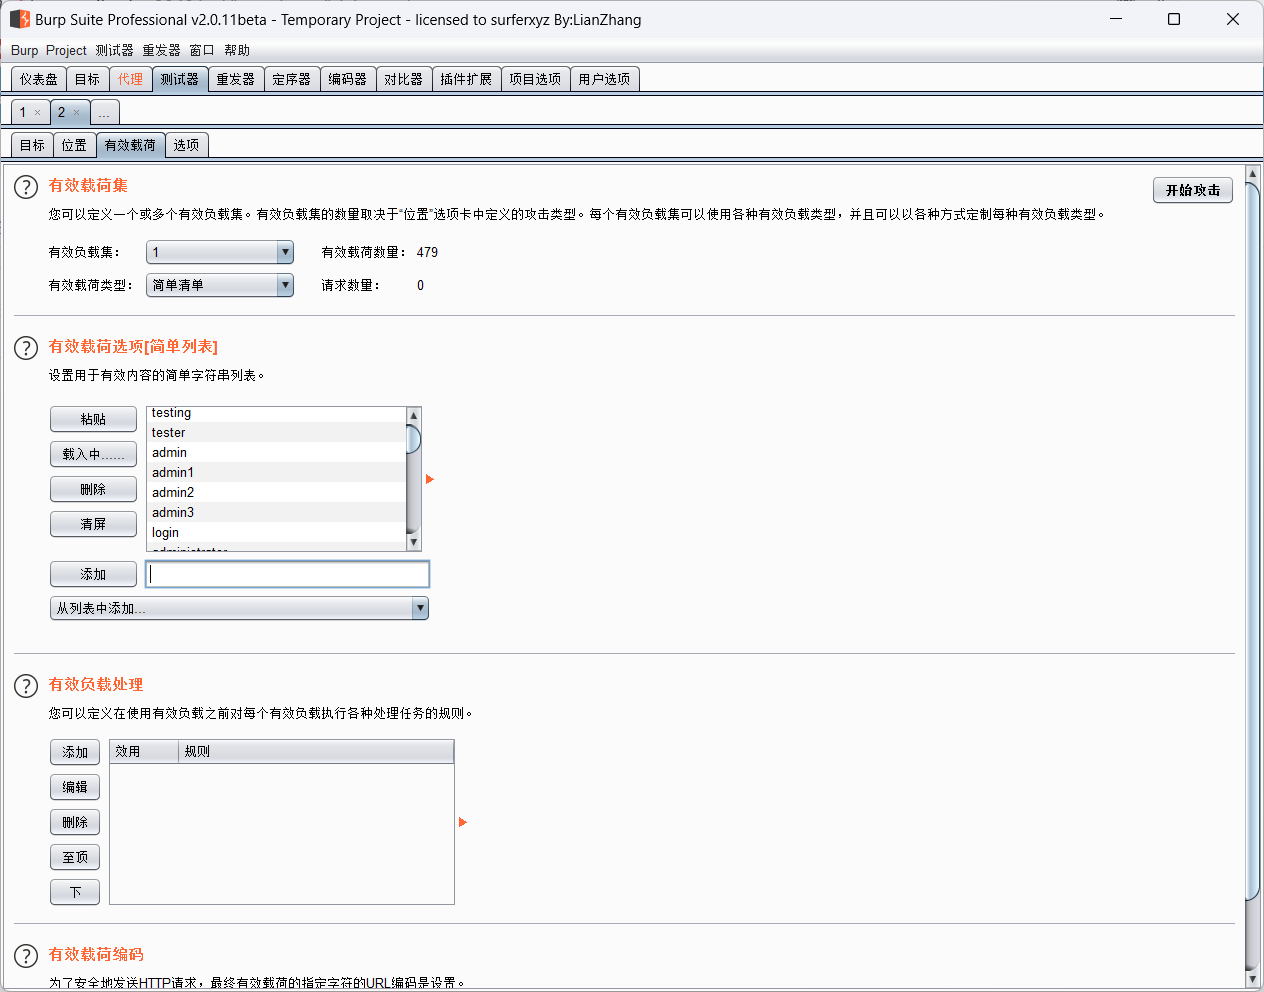 Burp Suite Professional v2.0.11beta - Temporary Project - licensed to surferxyz By:LianZhang
Burp Project 测试器 重发器 窗口 帮助
仪表盘 目标 代理 测试器 重发器 定序器 编码器 对比器 插件扩展 项目选项 用户选项
1 × 2 × ...
目标 位置 有效载荷 选项
? 有效载荷集 开始攻击
您可以定义一个或多个有效负载集。有效负载集的数量取决于“位置”选项卡中定义的攻击类型。每个有效负载集可以使用各种有效负载类型，并且可以以各种方式定制每种有效负载类型。
有效负载集： 1 有效载荷数量： 479
有效载荷类型： 简单清单 请求数量： 0
? 有效载荷选项[简单列表]
设置用于有效内容的简单字符串列表。
粘贴
载入中......
删除
清屏
testing
tester
admin
admin1
admin2
admin3
login
administrator
添加
从列表中添加...
? 有效负载处理
您可以定义在使用有效负载之前对每个有效负载执行各种处理任务的规则。
添加
编辑
删除
至顶
下
效用 规则
? 有效载荷编码
为了安全地发送HTTP请求，最终有效载荷的指定字符的URL编码是设置。